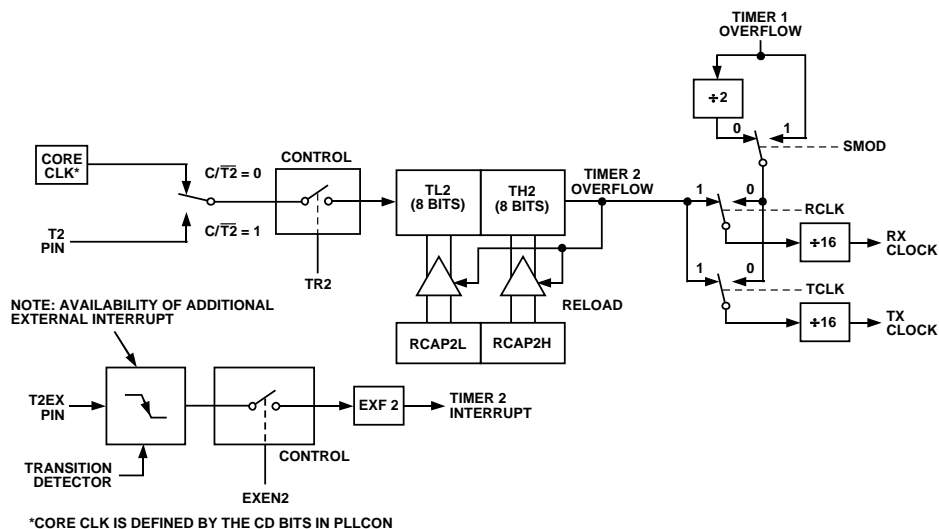 TIMER 1
OVERFLOW
÷2
0
1
SMOD
CORE
CLK*
C/T2̅ = 0
CONTROL
TL2
(8 BITS)
TH2
(8 BITS)
TIMER 2
OVERFLOW
1
0
RCLK
T2
PIN
C/T2̅ = 1
÷16
RX
CLOCK
TR2
RELOAD
1
0
TCLK
NOTE: AVAILABILITY OF ADDITIONAL
EXTERNAL INTERRUPT
RCAP2L
RCAP2H
÷16
TX
CLOCK
T2EX
PIN
EXF 2
TIMER 2
INTERRUPT
CONTROL
TRANSITION
DETECTOR
EXEN2
*CORE CLK IS DEFINED BY THE CD BITS IN PLLCON